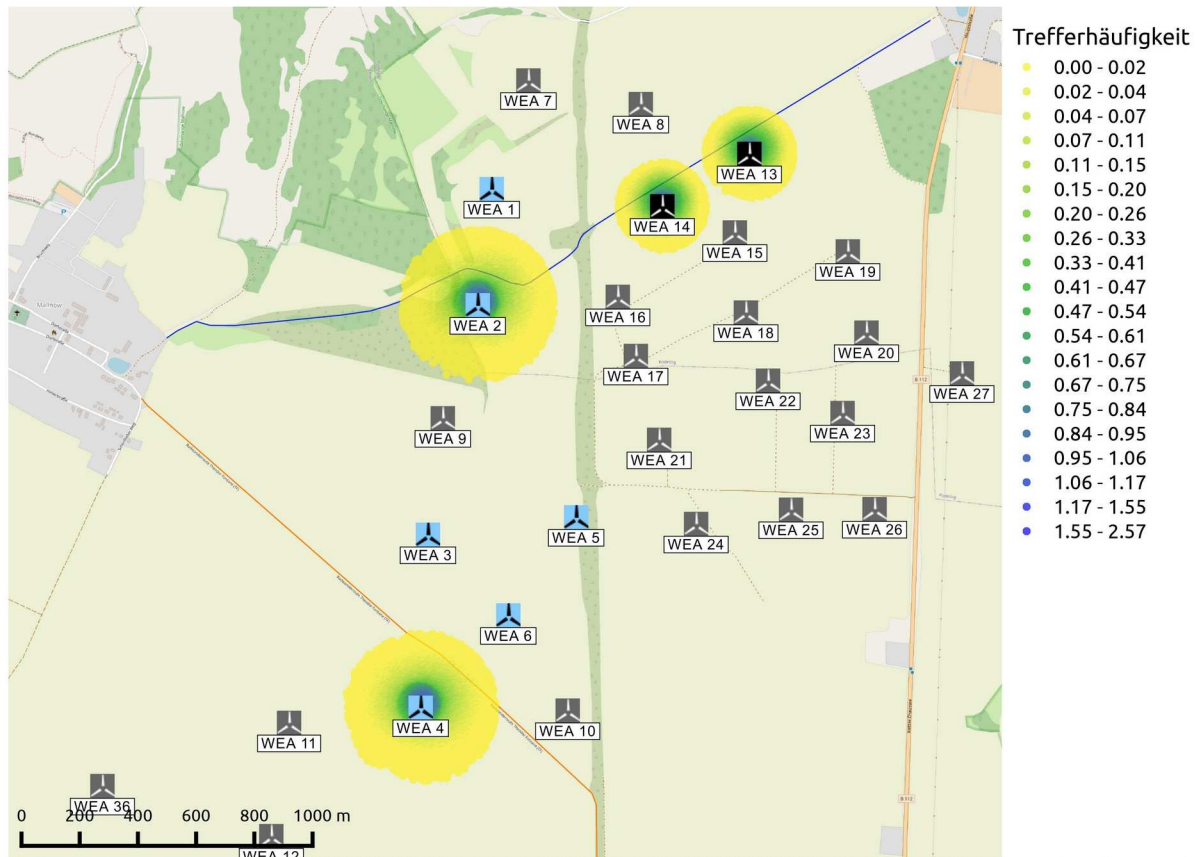 Trefferhäufigkeit
0.00 - 0.02
0.02 - 0.04
0.04 - 0.07
0.07 - 0.11
0.11 - 0.15
0.15 - 0.20
0.20 - 0.26
0.26 - 0.33
0.33 - 0.41
0.41 - 0.47
0.47 - 0.54
0.54 - 0.61
0.61 - 0.67
0.67 - 0.75
0.75 - 0.84
0.84 - 0.95
0.95 - 1.06
1.06 - 1.17
1.17 - 1.55
1.55 - 2.57
WEA 7
WEA 8
WEA 13
WEA 1
WEA 14
WEA 15
WEA 19
Mallnow
WEA 2
WEA 16
WEA 18
WEA 20
WEA 17
B 112
WEA 27
WEA 22
WEA 9
WEA 23
WEA 21
WEA 3
WEA 5
WEA 24
WEA 25
WEA 26
WEA 6
WEA 4
WEA 10
WEA 11
B 112
WEA 36
0 200 400 600 800 1000 m
WEA 12